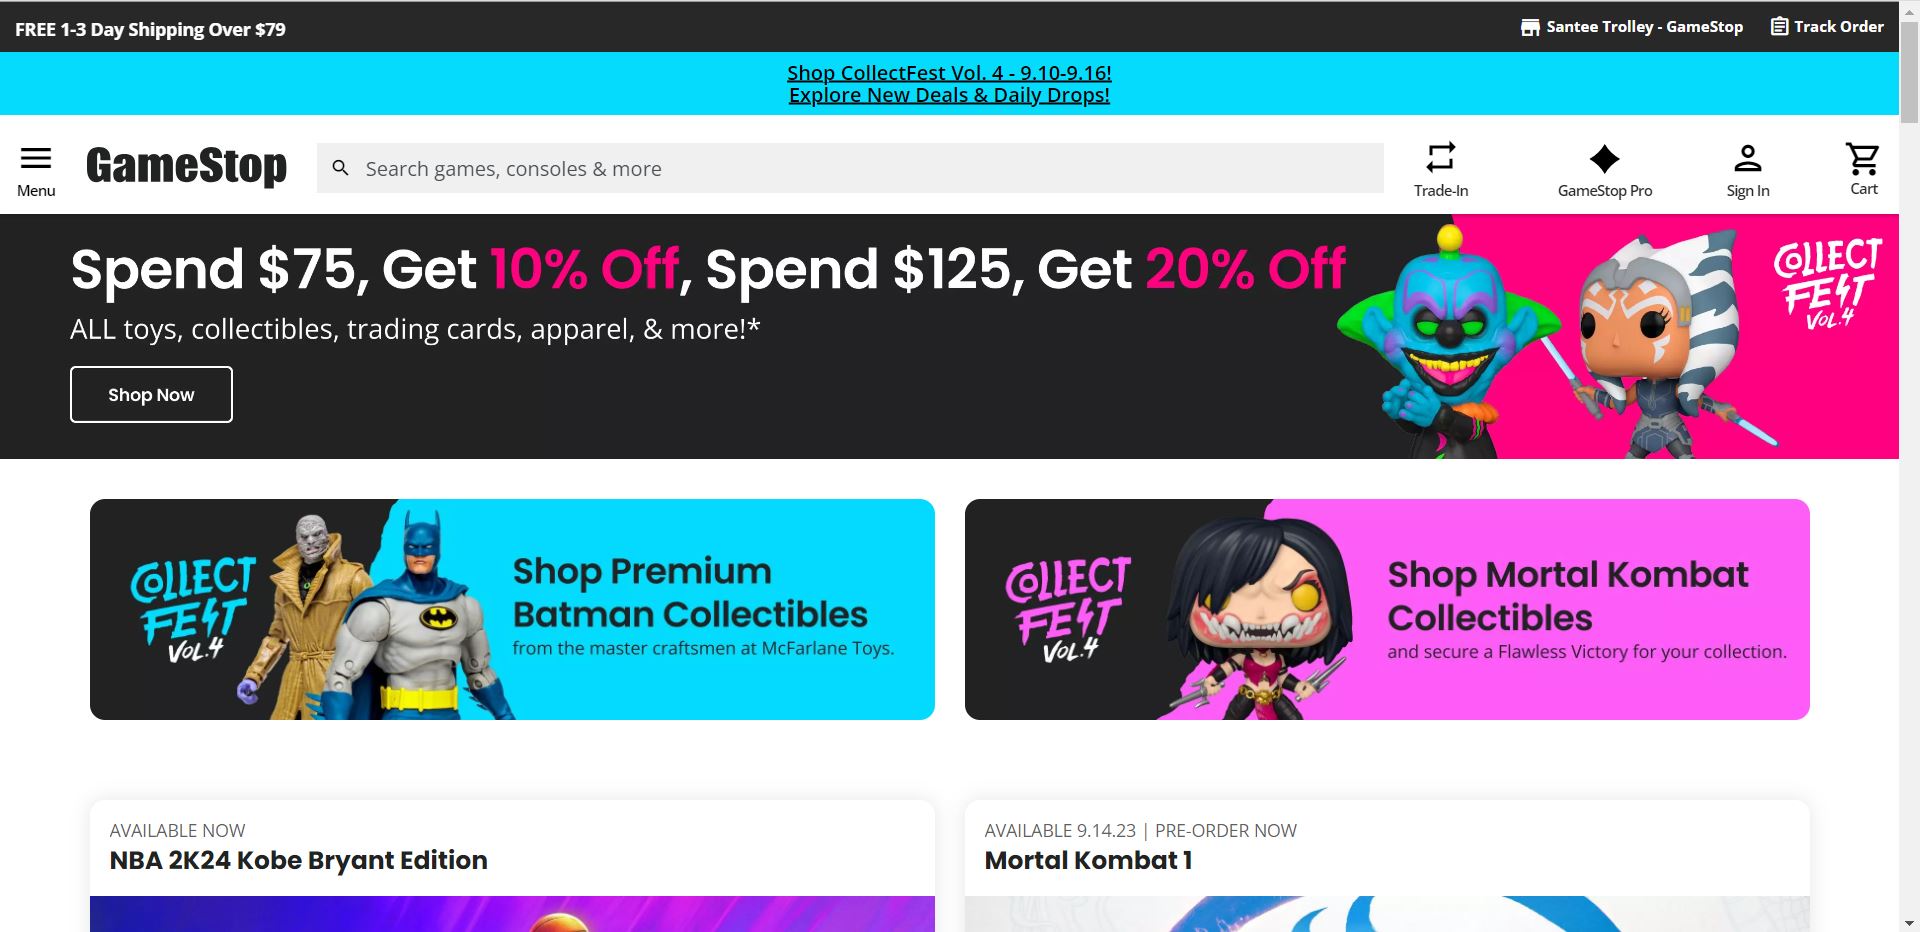 FREE 1-3 Day Shipping Over $79
Santee Trolley - GameStop
Track Order
Shop CollectFest Vol. 4 - 9.10-9.16!
Explore New Deals & Daily Drops!
Menu
GameStop
Search games, consoles & more
Trade-In
GameStop Pro
Sign In
Cart
Spend $75, Get 10% Off, Spend $125, Get 20% Off
ALL toys, collectibles, trading cards, apparel, & more!*
Shop Now
COLLECT
FEST
VOL.4
COLLECT
FEST
VOL.4
Shop Premium
Batman Collectibles
from the master craftsmen at McFarlane Toys.
COLLECT
FEST
VOL.4
Shop Mortal Kombat
Collectibles
and secure a Flawless Victory for your collection.
AVAILABLE NOW
NBA 2K24 Kobe Bryant Edition
AVAILABLE 9.14.23 | PRE-ORDER NOW
Mortal Kombat 1